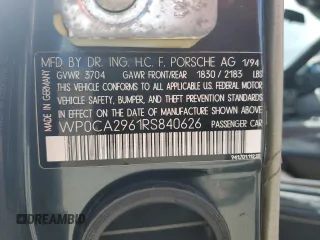 MFD BY DR. ING. H.C. F. PORSCHE AG 1/94
GVWR 3704 GAWR FRONT/REAR 1830 / 2183 LBS
THIS VEHICLE CONFORMS TO ALL APPLICABLE
FEDERAL MOTOR VEHICLE SAFETY, BUMPER
AND THEFT PREVENTION STANDARDS IN EFFECT
ON THE DATE OF MANUFACTURE SHOWN ABOVE.
WP0CA2961RS840626 PASSENGER CAR
MADE IN GERMANY
DREAMBID